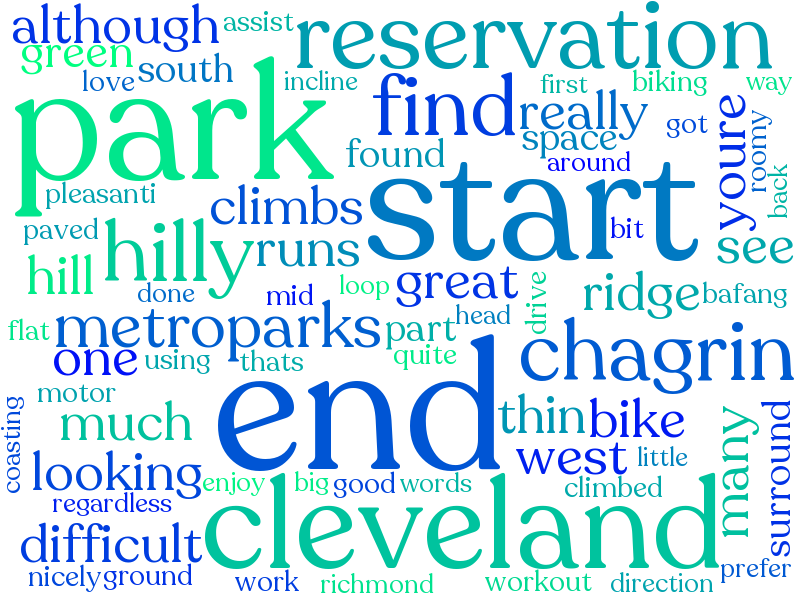 although
assist
reservation
green
love
south
incline
first
biking
way
park
find
really
got
youre
roomy
space
found
around
back
pleasanti
climbs
start
bit
see
paved
hilly
runs
hill
great
loop
drive
ridge
bafang
done
mid
head
flat
metroparks
part
chagrin
one
using
thats
quite
end
motor
coasting
much
thin
bike
many
surround
looking
west
little
enjoy
big
good
words
climbed
regardless
cleveland
difficult
prefer
nicely
ground
work
richmond
workout
direction